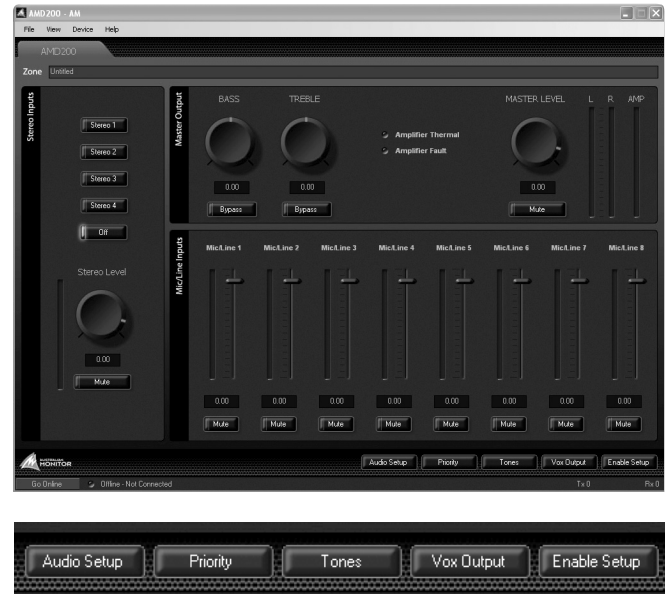 AMD200 - AM
File View Device Help
AMD200
Zone Untitled
Stereo Inputs
Stereo 1
Stereo 2
Stereo 3
Stereo 4
Off
Stereo Level
0.00
Mute
Master Output
BASS TREBLE MASTER LEVEL L R AMP
Amplifier Thermal
Amplifier Fault
0.00 0.00 0.00
Bypass Bypass Mute
Mic/Line Inputs
Mic/Line 1 Mic/Line 2 Mic/Line 3 Mic/Line 4 Mic/Line 5 Mic/Line 6 Mic/Line 7 Mic/Line 8
0.00 0.00 0.00 0.00 0.00 0.00 0.00 0.00
Mute Mute Mute Mute Mute Mute Mute Mute
AUSTRALIAN
MONITOR
Audio Setup Priority Tones Vox Output Enable Setup
Go Online Offline - Not Connected Tx 0 Rx 0
Audio Setup Priority Tones Vox Output Enable Setup